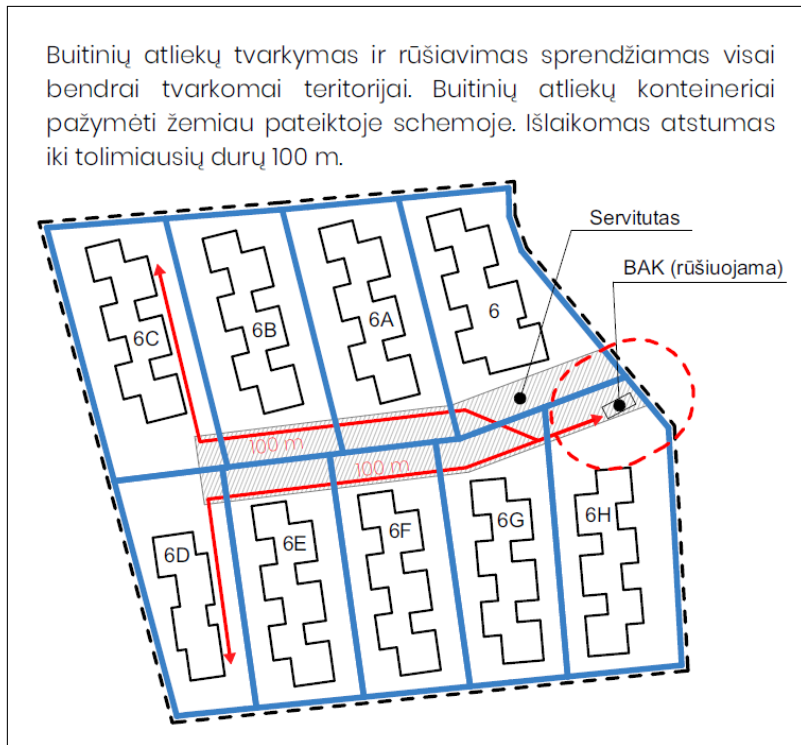 Buitinių atliekų tvarkymas ir rūšiavimas sprendžiamas visai
bendrai tvarkomai teritorijai. Buitinių atliekų konteineriai
pažymėti žemiau pateiktoje schemoje. Išlaikomas atstumas
iki tolimiausių durų 100 m.
Servitutas
BAK (rūšiuojama)
6C
6B
6A
6
100 m
100 m
6D
6E
6F
6G
6H